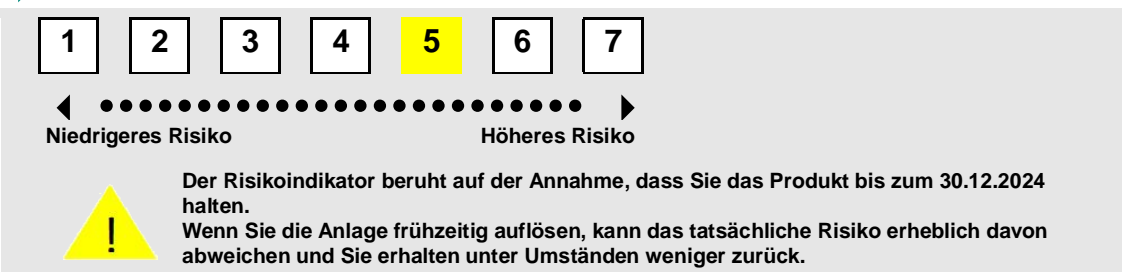 1 2 3 4 5 6 7
Niedrigeres Risiko Höheres Risiko
Der Risikoindikator beruht auf der Annahme, dass Sie das Produkt bis zum 30.12.2024
halten.
Wenn Sie die Anlage frühzeitig auflösen, kann das tatsächliche Risiko erheblich davon
abweichen und Sie erhalten unter Umständen weniger zurück.
!